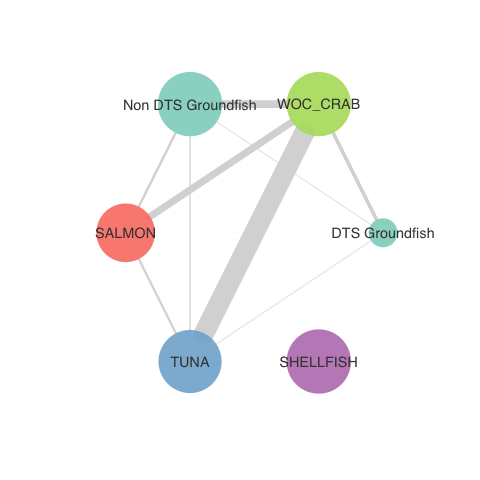 Non DTS Groundfish
WOC_CRAB
SALMON
DTS Groundfish
TUNA
SHELLFISH